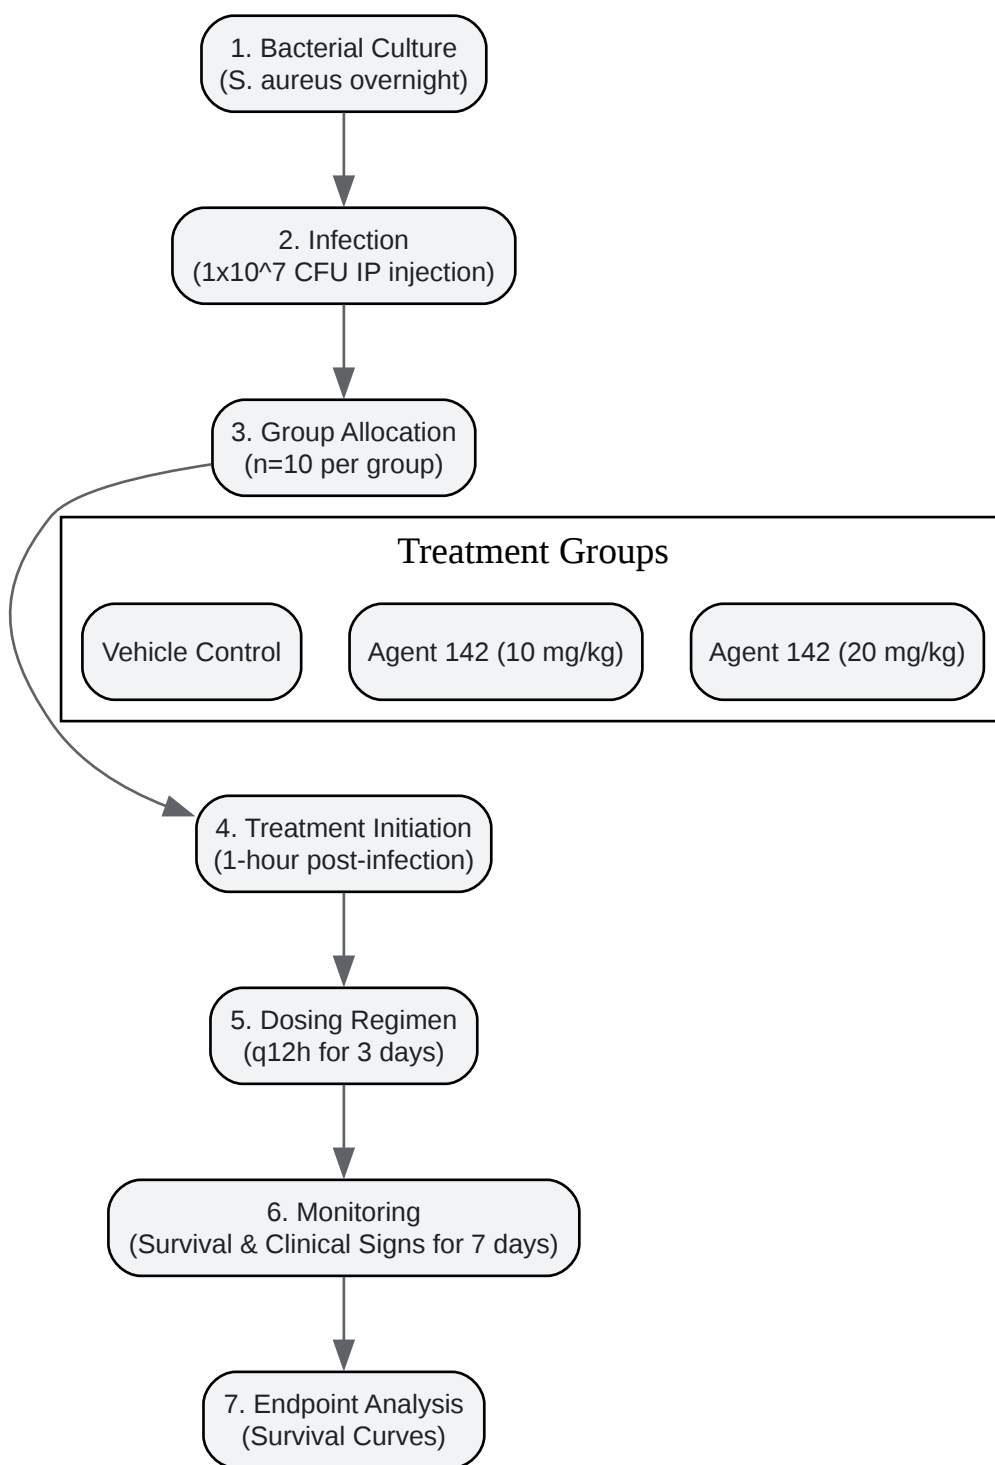 1. Bacterial Culture
(S. aureus overnight)
2. Infection
(1x10^7 CFU IP injection)
3. Group Allocation
(n=10 per group)
Treatment Groups
Vehicle Control
Agent 142 (10 mg/kg)
Agent 142 (20 mg/kg)
4. Treatment Initiation
(1-hour post-infection)
5. Dosing Regimen
(q12h for 3 days)
6. Monitoring
(Survival & Clinical Signs for 7 days)
7. Endpoint Analysis
(Survival Curves)